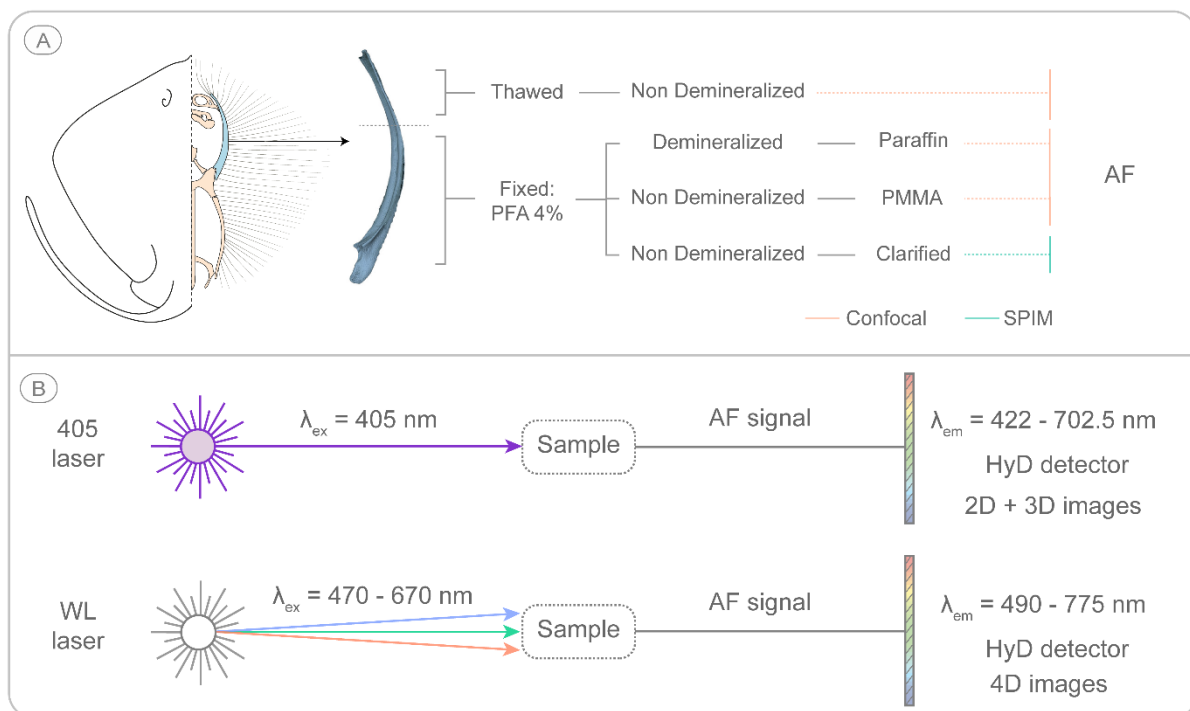 A
Thawed
Non Demineralized
Fixed:
PFA 4%
Demineralized
Paraffin
Non Demineralized
PMMA
Non Demineralized
Clarified
AF
Confocal
SPIM
B
405
laser
λex = 405 nm
Sample
AF signal
λem = 422 - 702.5 nm
HyD detector
2D + 3D images
WL
laser
λex = 470 - 670 nm
Sample
AF signal
λem = 490 - 775 nm
HyD detector
4D images